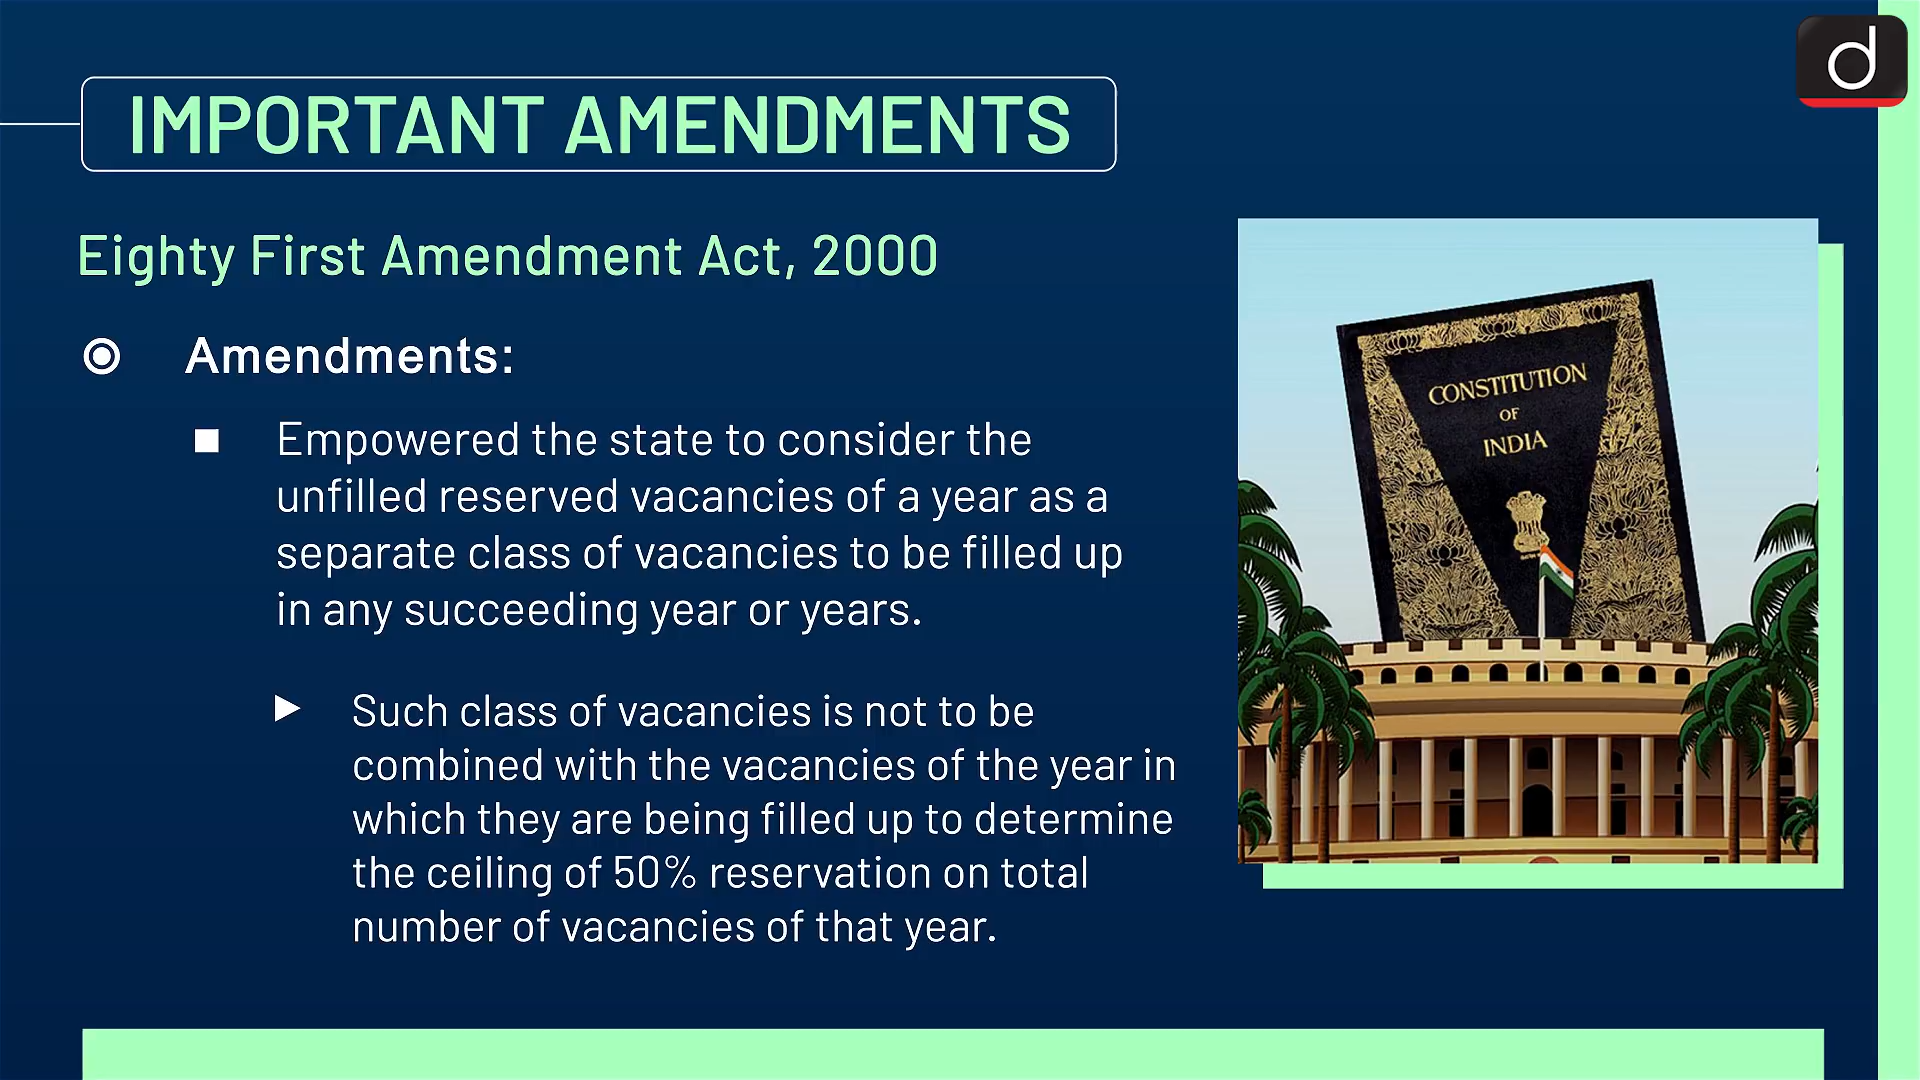 d
IMPORTANT AMENDMENTS
Eighty First Amendment Act, 2000
Amendments:
Empowered the state to consider the
unfilled reserved vacancies of a year as a
separate class of vacancies to be filled up
in any succeeding year or years.
Such class of vacancies is not to be
combined with the vacancies of the year in
which they are being filled up to determine
the ceiling of 50% reservation on total
number of vacancies of that year.
CONSTITUTION
OF
INDIA